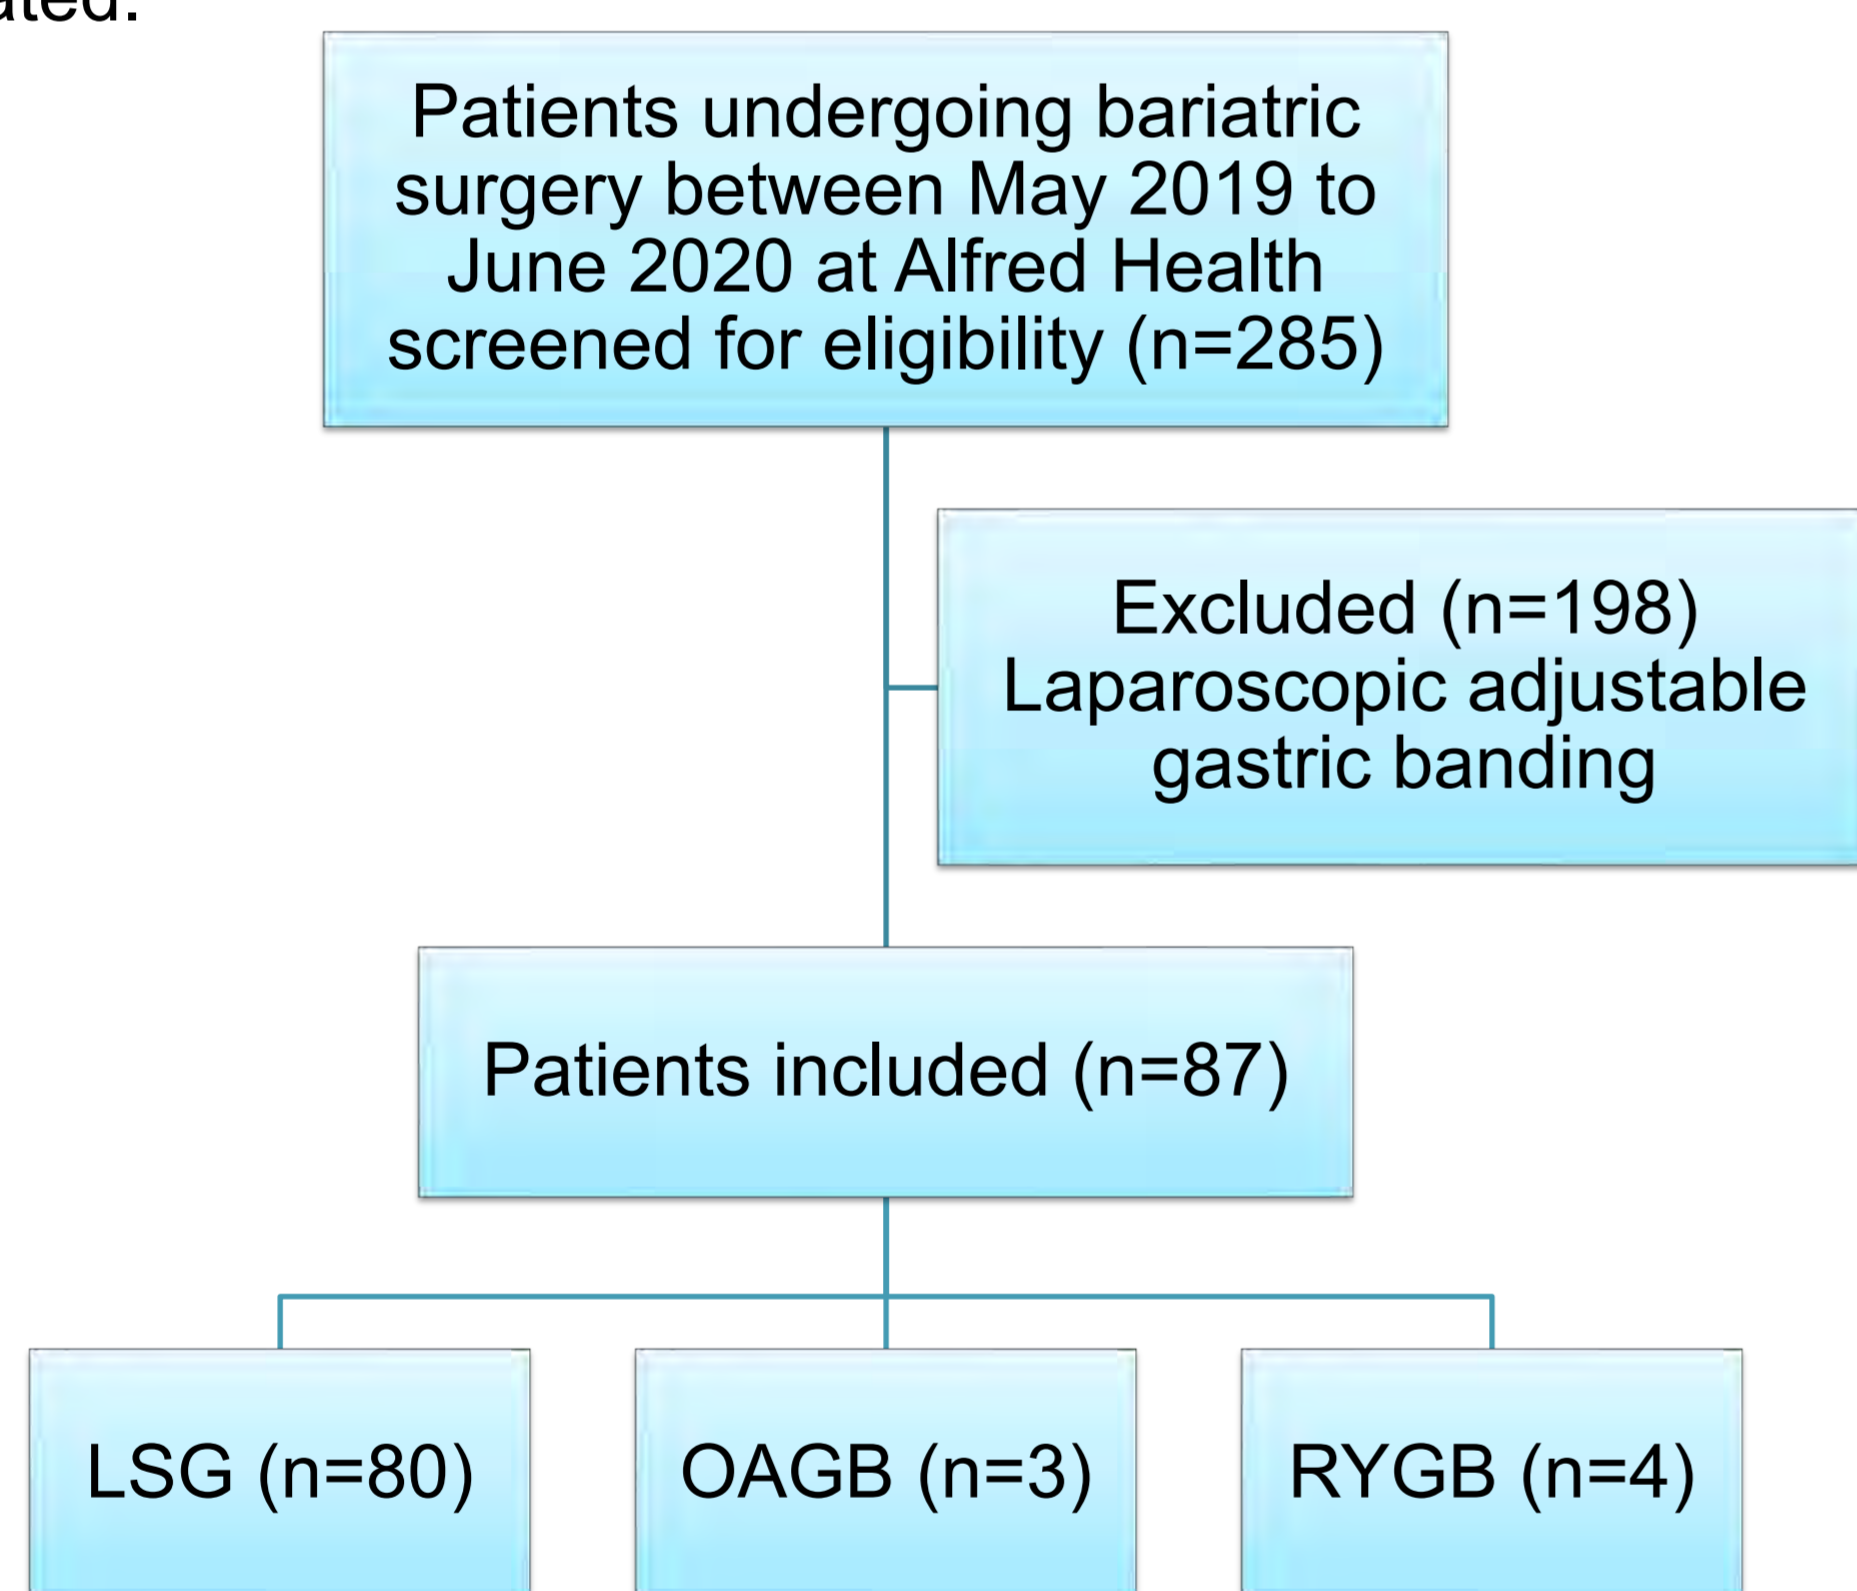 Patients undergoing bariatric
surgery between May 2019 to
June 2020 at Alfred Health
screened for eligibility (n=285)
Excluded (n=198)
Laparoscopic adjustable
gastric banding
Patients included (n=87)
LSG (n=80)
OAGB (n=3)
RYGB (n=4)